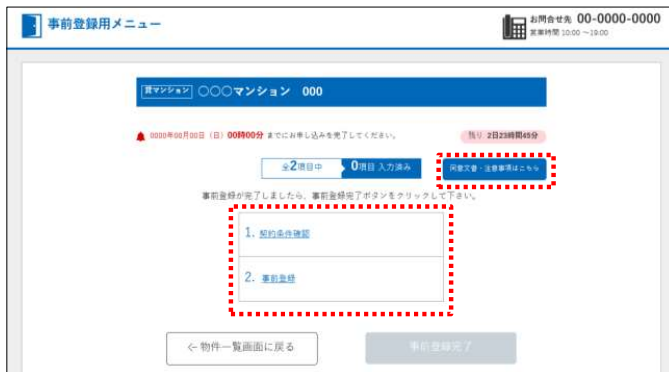 事前登録用メニュー
お問合せ先 00-0000-0000
営業時間 10:00 ~19:00
賃マンション 〇〇〇マンション 000
0000年00月00日（日）00時00分 までにお申し込みを完了してください。
残り 2日23時間45分
全2項目中 0項目 入力済み
同意文書・注意事項はこちら
事前登録が完了しましたら、事前登録完了ボタンをクリックして下さい。
1. 契約条件確認
2. 事前登録
<- 物件一覧画面に戻る
事前登録完了